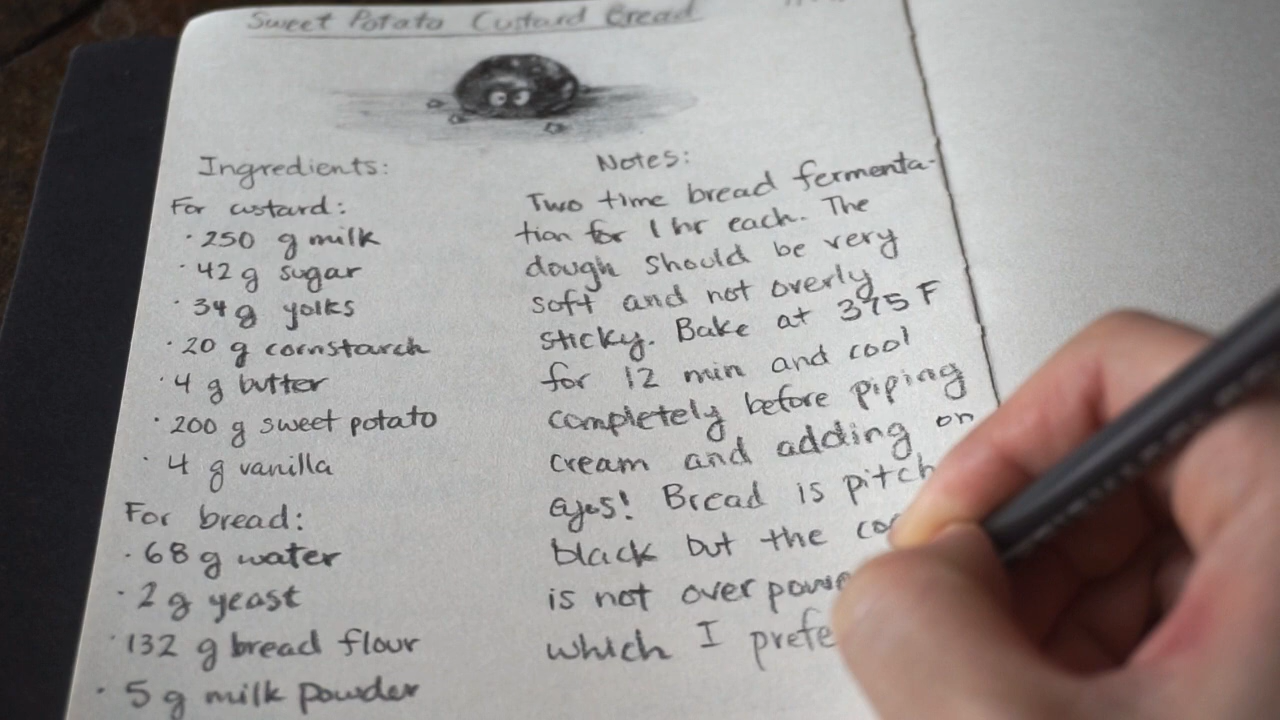 Sweet Potato Custard Bread
Ingredients:
For custard:
· 250 g milk
· 42 g sugar
· 34 g yolks
· 20 g cornstarch
· 4 g butter
· 200 g sweet potato
· 4 g vanilla
For bread:
· 68 g water
· 2 g yeast
· 132 g bread flour
· 5 g milk powder
Notes:
Two time bread fermenta-
tion for 1 hr each. The
dough should be very
soft and not overly
sticky. Bake at 375 F
for 12 min and cool
completely before piping
cream and adding on
eyes! Bread is pitch
black but the
is not over
which I